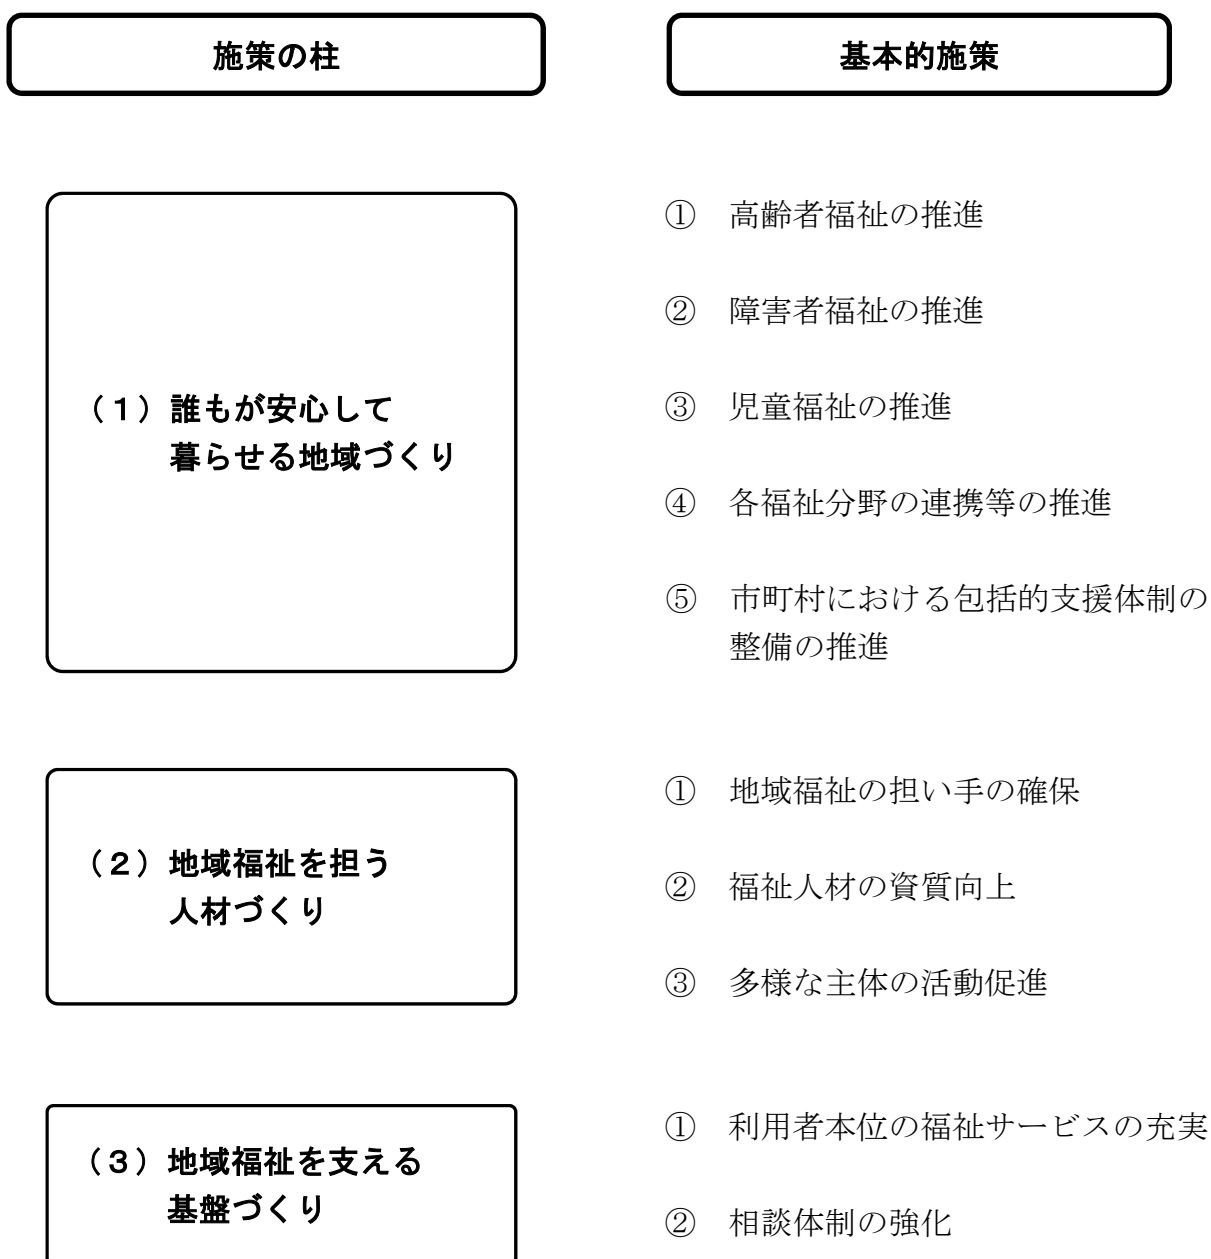 施策の柱
基本的施策
（１）誰もが安心して
暮らせる地域づくり
① 高齢者福祉の推進
② 障害者福祉の推進
③ 児童福祉の推進
④ 各福祉分野の連携等の推進
⑤ 市町村における包括的支援体制の
整備の推進
（２）地域福祉を担う
人材づくり
① 地域福祉の担い手の確保
② 福祉人材の資質向上
③ 多様な主体の活動促進
（３）地域福祉を支える
基盤づくり
① 利用者本位の福祉サービスの充実
② 相談体制の強化